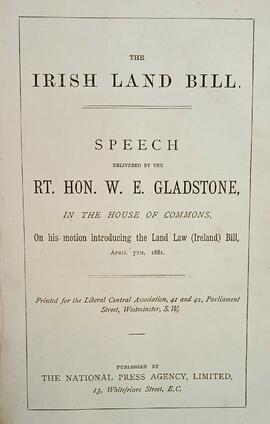 THE
IRISH LAND BILL.
SPEECH
DELIVERED BY THE
RT. HON. W. E. GLADSTONE,
IN THE HOUSE OF COMMONS,
On his motion introducing the Land Law (Ireland) Bill,
APRIL 7TH, 1881.
Printed for the Liberal Central Association, 41 and 42, Parliament
Street, Westminster, S.W.
PUBLISHED BY
THE NATIONAL PRESS AGENCY, LIMITED,
13, Whitefriars Street, E.C.